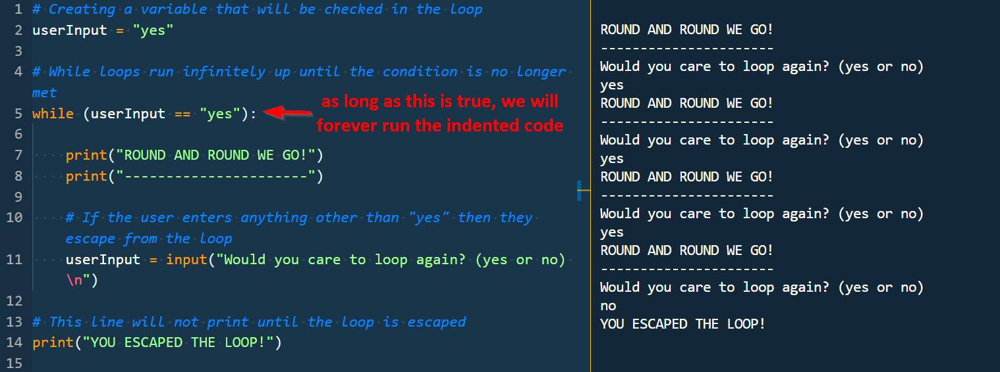 1 # Creating a variable that will be checked in the loop
2 userInput = "yes"
3
4 # While loops run infinitely up until the condition is no longer
met
5 while (userInput == "yes"):
as long as this is true, we will
forever run the indented code
6
7 print("ROUND AND ROUND WE GO!")
8 print("----------------------")
9
10 # If the user enters anything other than "yes" then they
escape from the loop
11 userInput = input("Would you care to loop again? (yes or no)
\n")
12
13 # This line will not print until the loop is escaped
14 print("YOU ESCAPED THE LOOP!")
15
ROUND AND ROUND WE GO!
----------------------
Would you care to loop again? (yes or no)
yes
ROUND AND ROUND WE GO!
----------------------
Would you care to loop again? (yes or no)
yes
ROUND AND ROUND WE GO!
----------------------
Would you care to loop again? (yes or no)
yes
ROUND AND ROUND WE GO!
----------------------
Would you care to loop again? (yes or no)
no
YOU ESCAPED THE LOOP!